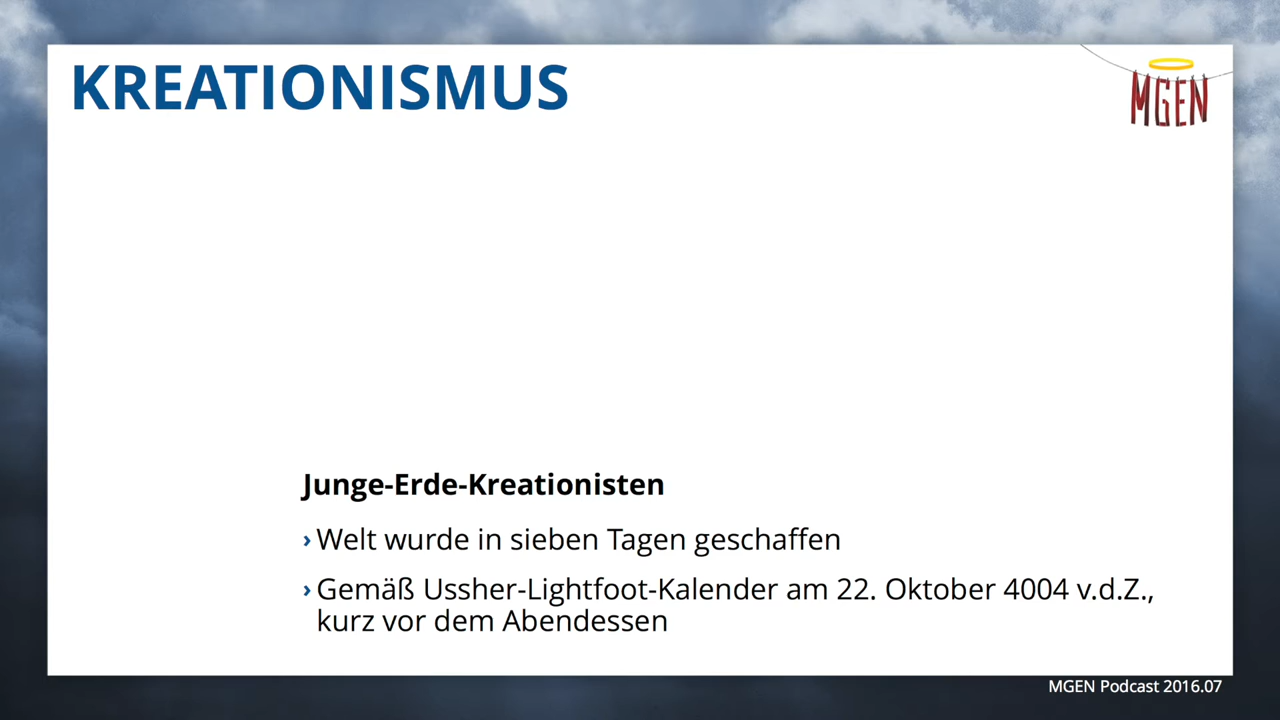 KREATIONISMUS
MGEN
Junge-Erde-Kreationisten
› Welt wurde in sieben Tagen geschaffen
› Gemäß Ussher-Lightfoot-Kalender am 22. Oktober 4004 v.d.Z.,
kurz vor dem Abendessen
MGEN Podcast 2016.07